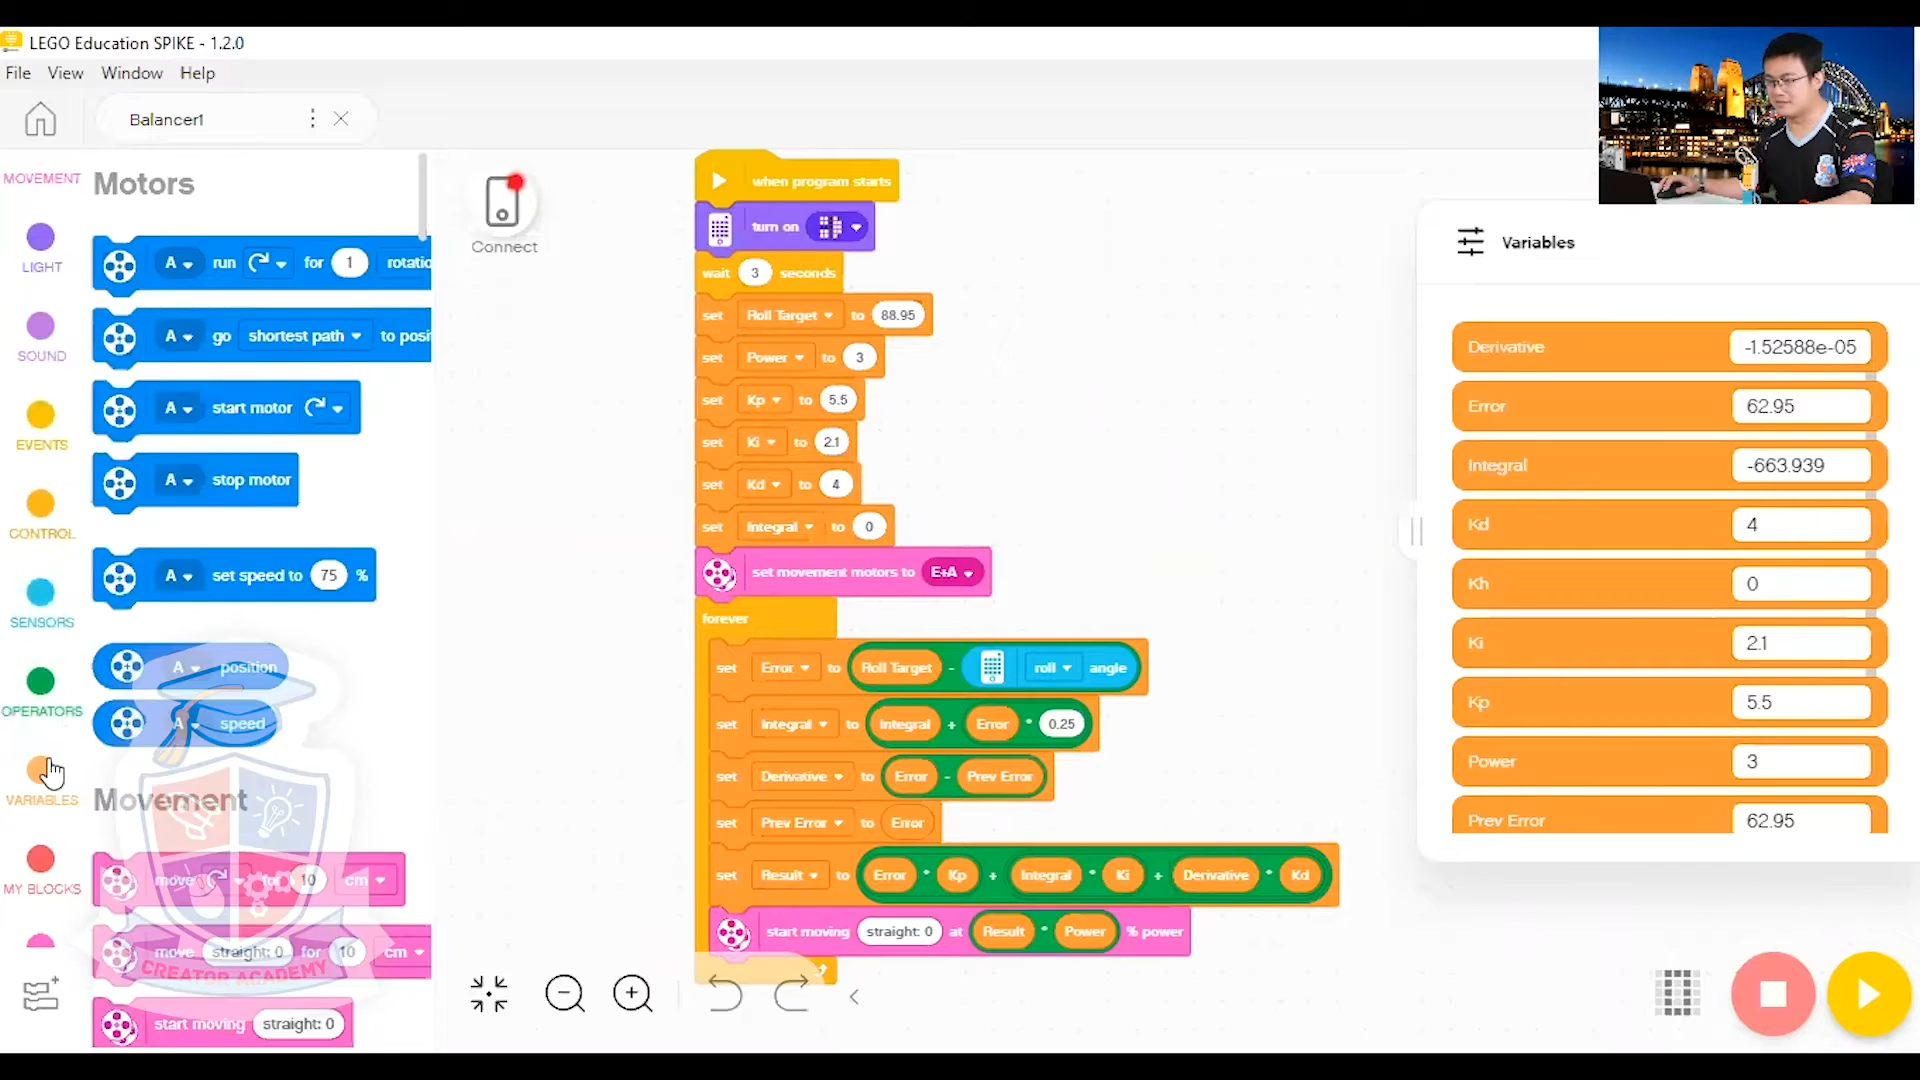 LEGO Education SPIKE - 1.2.0
File View Window Help
Balancer1
MOVEMENT
LIGHT
SOUND
EVENTS
CONTROL
SENSORS
OPERATORS
VARIABLES
MY BLOCKS
Motors
A run for 1 rotatio
A go shortest path to posi
A start motor
A stop motor
A set speed to 75 %
A position
A speed
Movement
move for 10 cm
move straight: 0 for 10 cm
start moving straight: 0
CREATOR ACADEMY
Connect
when program starts
turn on
wait 3 seconds
set Roll Target to 88.95
set Power to 3
set Kp to 5.5
set Ki to 2.1
set Kd to 4
set Integral to 0
set movement motors to E+A
forever
set Error to Roll Target - roll angle
set Integral to Integral + Error * 0.25
set Derivative to Error - Prev Error
set Prev Error to Error
set Result to Error * Kp + Integral * Ki + Derivative * Kd
start moving straight: 0 at Result * Power % power
Variables
Derivative -1.52588e-05
Error 62.95
Integral -663.939
Kd 4
Kh 0
Ki 2.1
Kp 5.5
Power 3
Prev Error 62.95